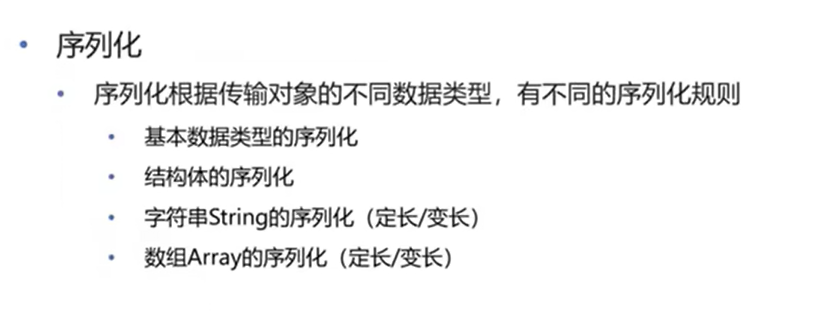 • 序列化
• 序列化根据传输对象的不同数据类型，有不同的序列化规则
• 基本数据类型的序列化
• 结构体的序列化
• 字符串String的序列化（定长/变长）
• 数组Array的序列化（定长/变长）